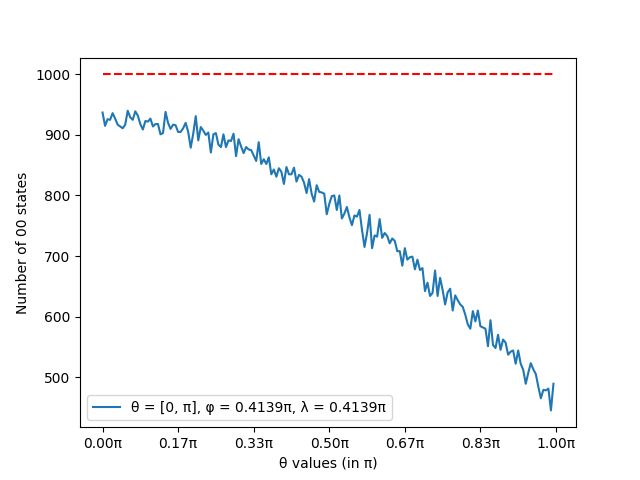 1000
900
800
700
600
500
Number of 00 states
θ = [0, π], φ = 0.4139π, λ = 0.4139π
0.00π 0.17π 0.33π 0.50π 0.67π 0.83π 1.00π
θ values (in π)